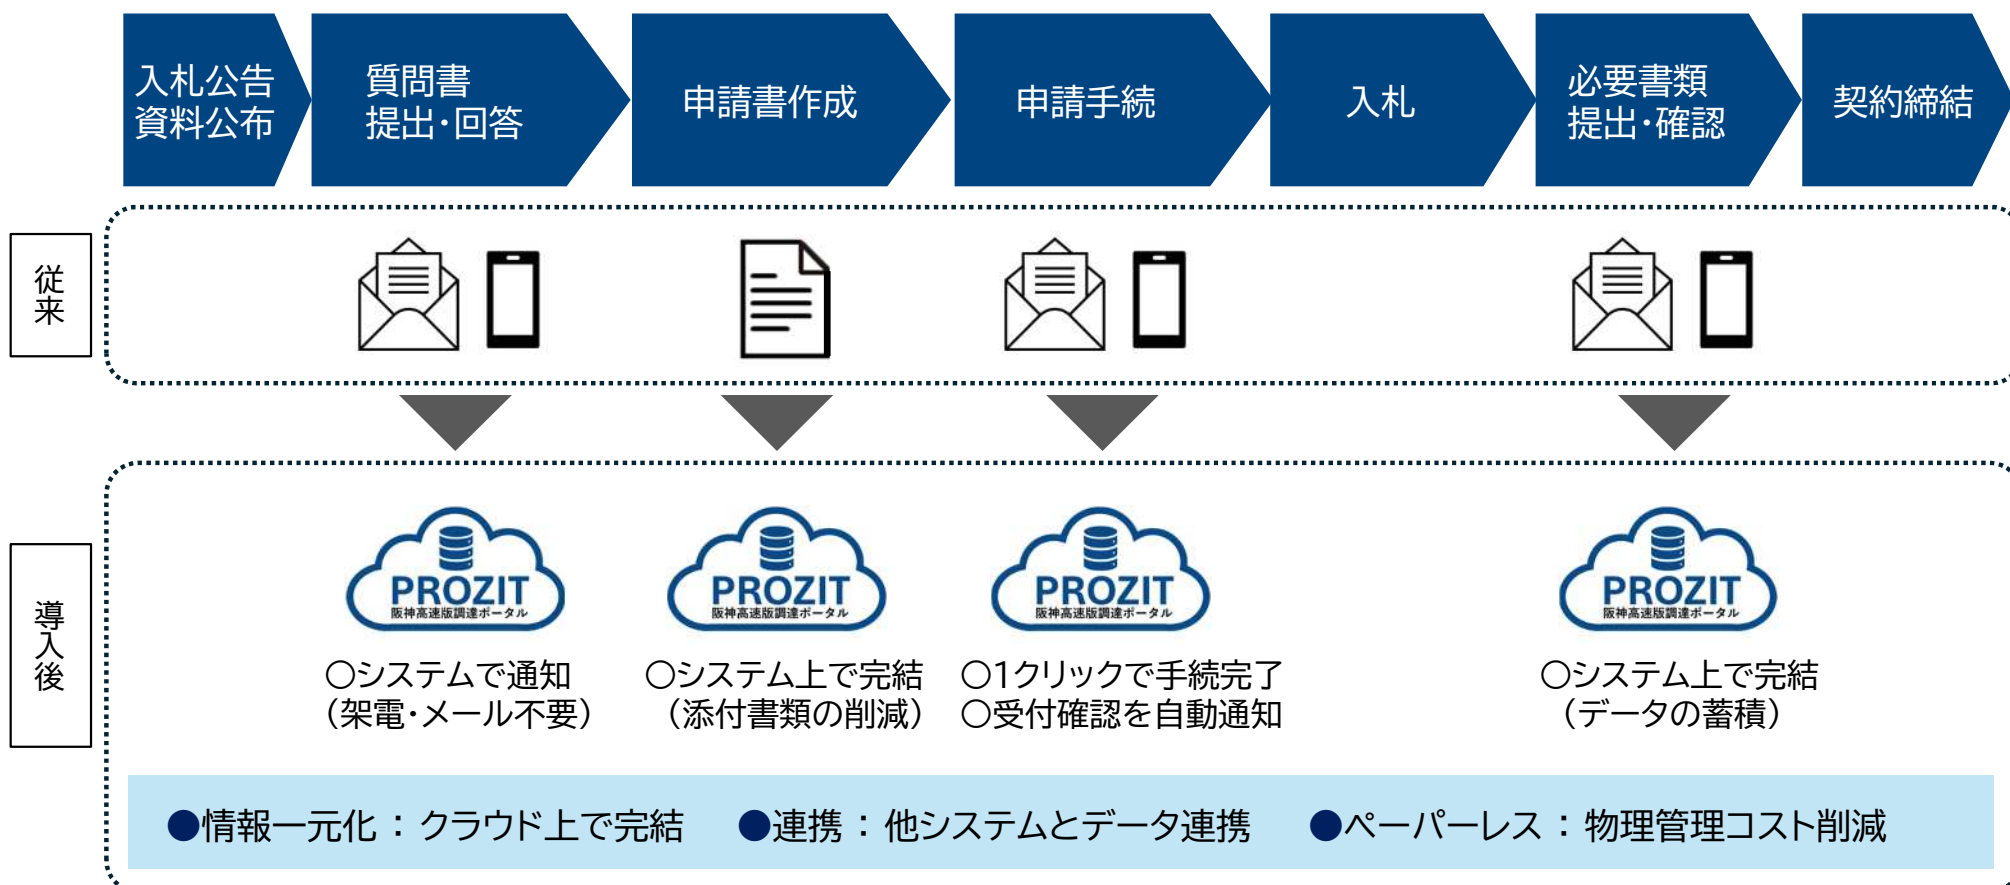 入札公告
資料公布
質問書
提出・回答
申請書作成
申請手続
入札
必要書類
提出・確認
契約締結
従来
導入後
PROZIT
阪神高速版調達ポータル
○システムで通知
（架電・メール不要）
PROZIT
阪神高速版調達ポータル
○システム上で完結
（添付書類の削減）
PROZIT
阪神高速版調達ポータル
○1クリックで手続完了
○受付確認を自動通知
PROZIT
阪神高速版調達ポータル
○システム上で完結
（データの蓄積）
●情報一元化：クラウド上で完結 ●連携：他システムとデータ連携 ●ペーパーレス：物理管理コスト削減